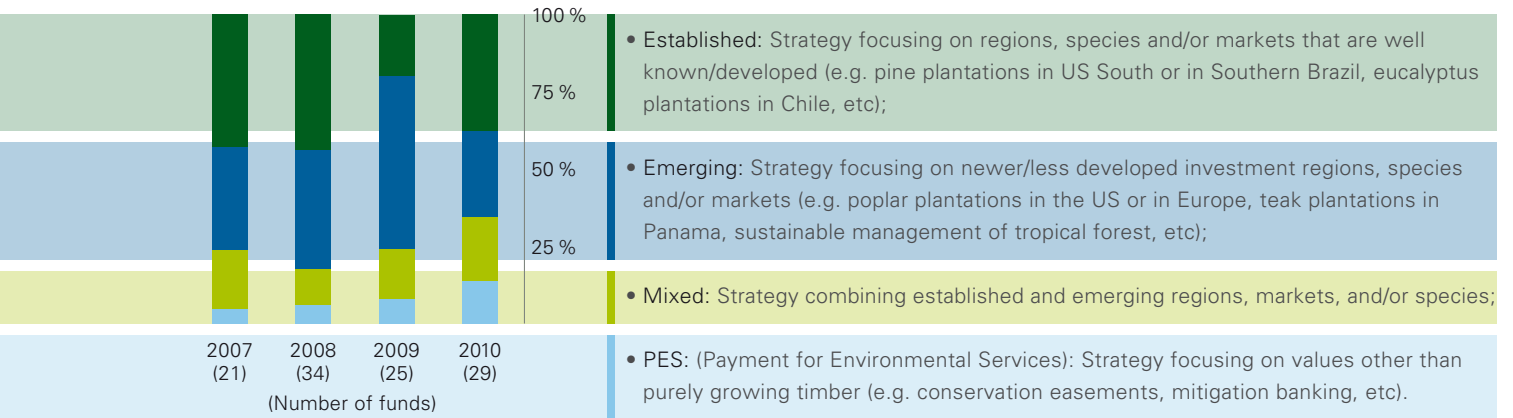 100 %
75 %
50 %
25 %
2007 2008 2009 2010
(21) (34) (25) (29)
(Number of funds)
• Established: Strategy focusing on regions, species and/or markets that are well
known/developed (e.g. pine plantations in US South or in Southern Brazil, eucalyptus
plantations in Chile, etc);
• Emerging: Strategy focusing on newer/less developed investment regions, species
and/or markets (e.g. poplar plantations in the US or in Europe, teak plantations in
Panama, sustainable management of tropical forest, etc);
• Mixed: Strategy combining established and emerging regions, markets, and/or species;
• PES: (Payment for Environmental Services): Strategy focusing on values other than
purely growing timber (e.g. conservation easements, mitigation banking, etc).